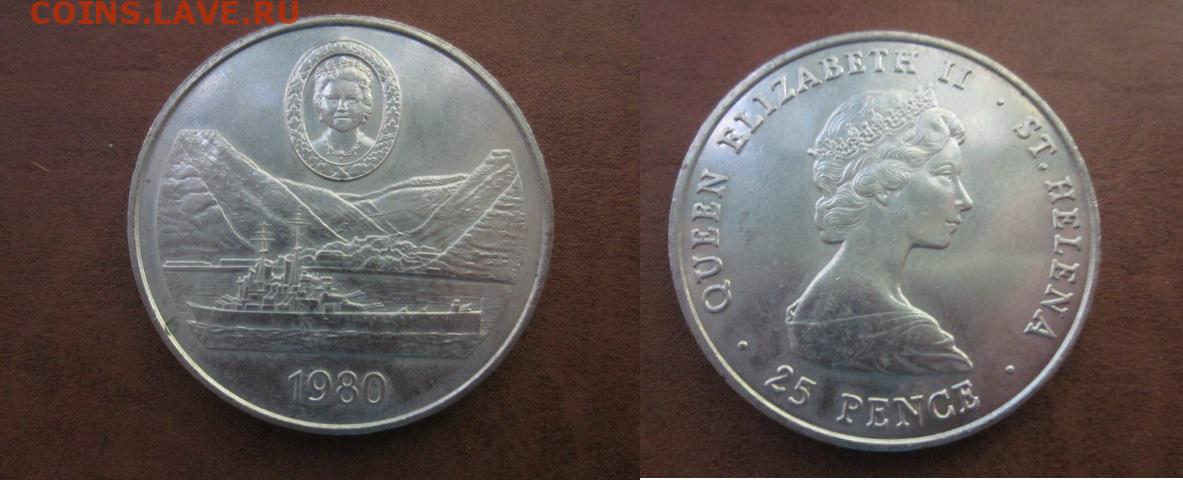 COINS.LAVE.RU
1980
QUEEN ELIZABETH II · ST. HELENA ·
· 25 PENCE